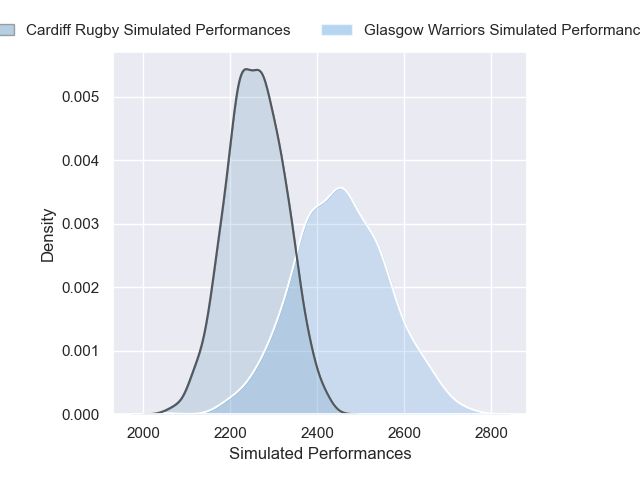 Cardiff Rugby Simulated Performances
Glasgow Warriors Simulated Performanc
0.005
0.004
0.003
0.002
0.001
0.000
Density
2000 2200 2400 2600 2800
Simulated Performances